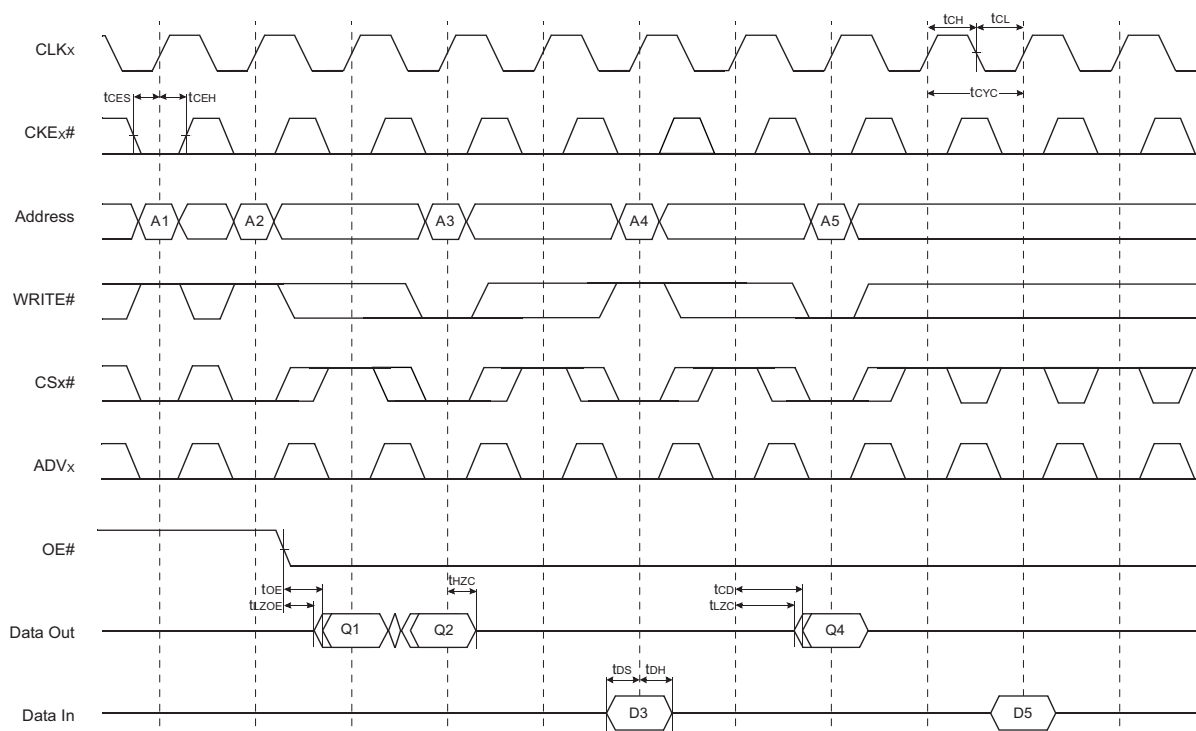 tCH tCL
CLKx
tCES tCEH tCYC
CKEx#
Address A1 A2 A3 A4 A5
WRITE#
CSx#
ADVx
OE#
tOE tHZC tCD
tLZOE tLZC
Data Out Q1 Q2 Q4
tDS tDH
Data In D3 D5